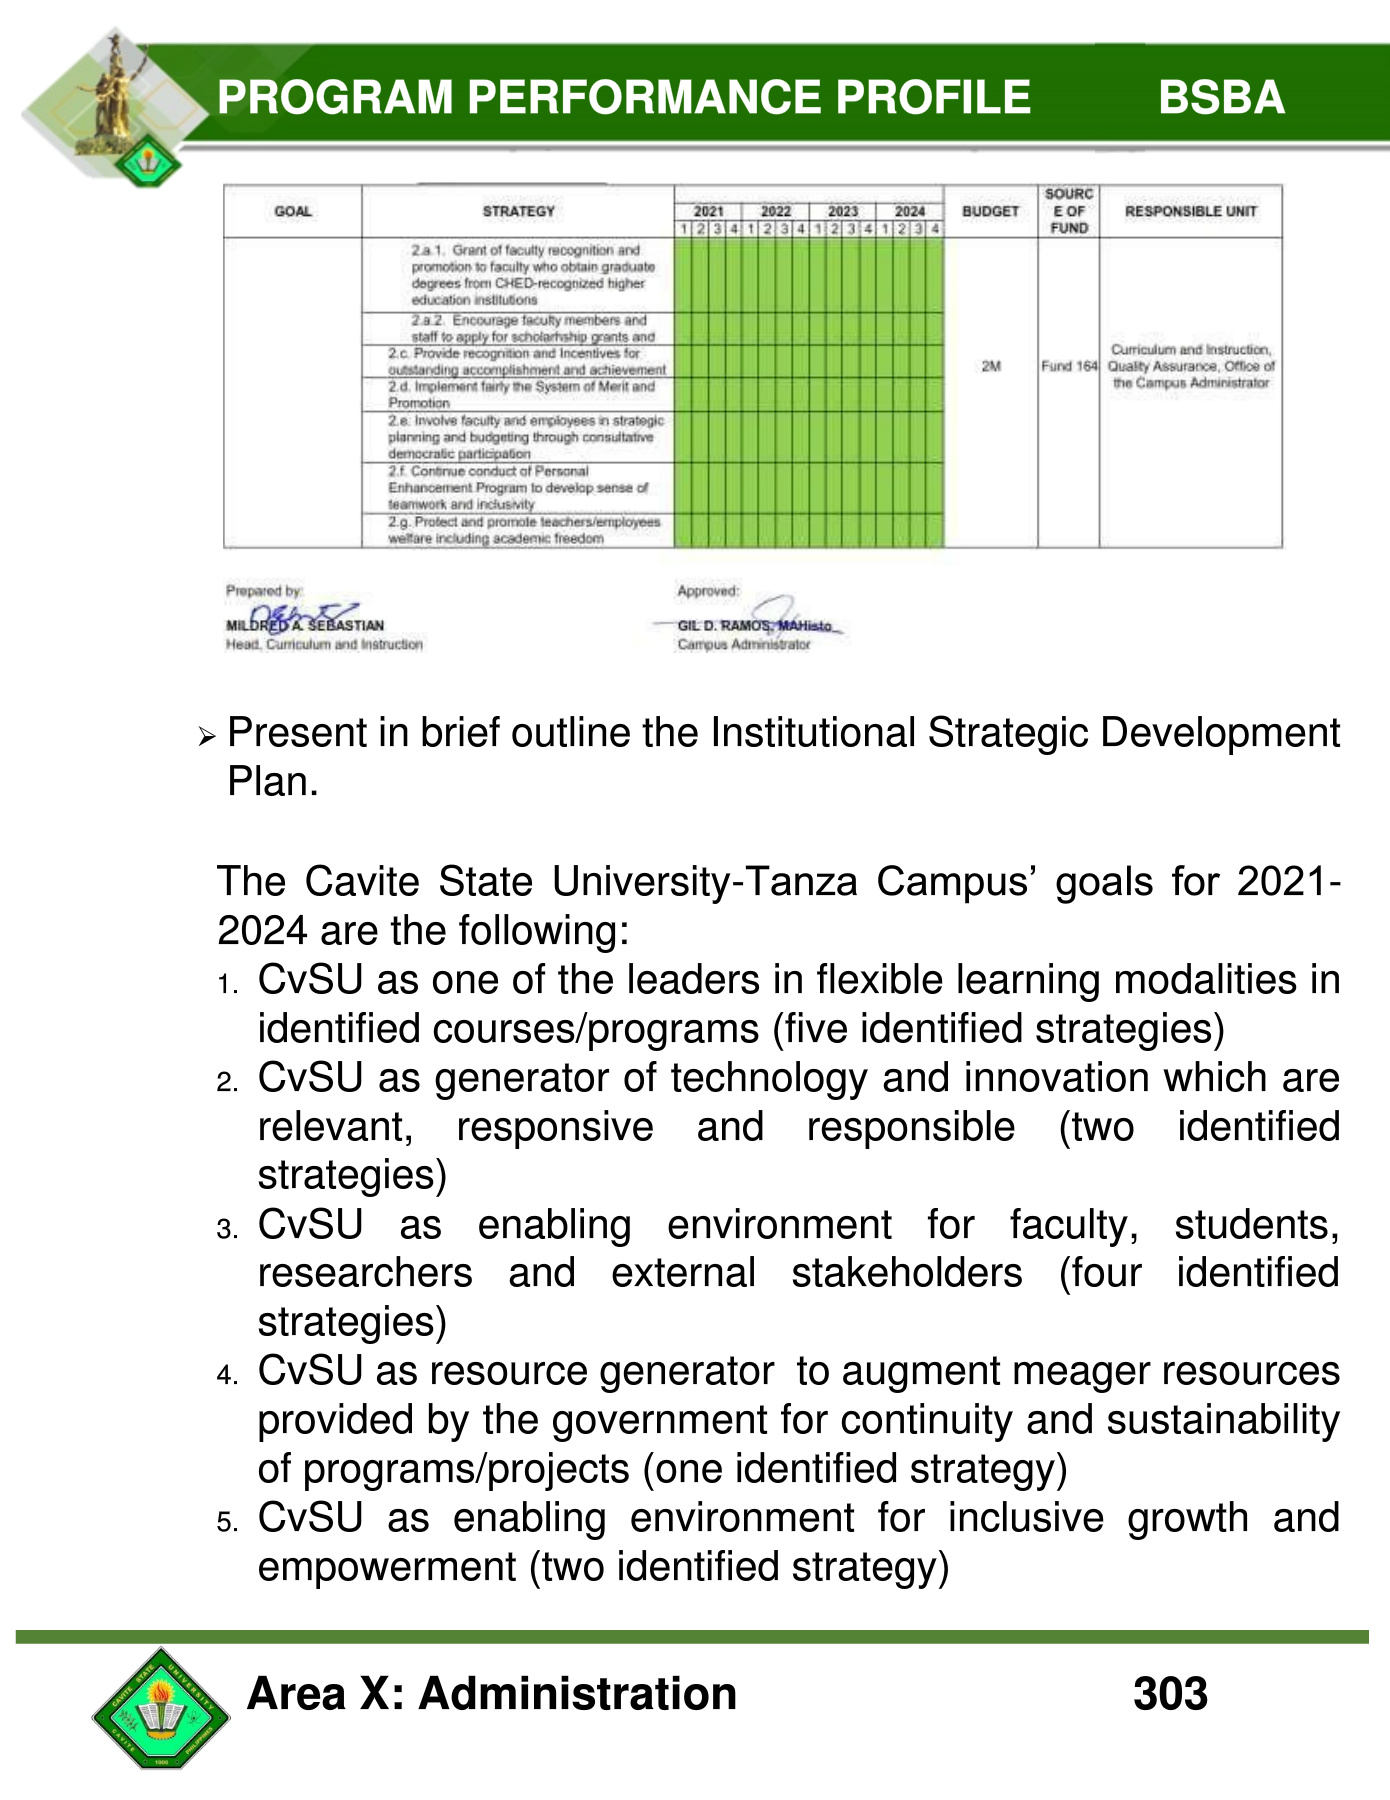 PROGRAM PERFORMANCE PROFILE BSBA
GOAL STRATEGY 2021 2022 2023 2024 BUDGET SOURC E OF FUND RESPONSIBLE UNIT
1 2 3 4 1 2 3 4 1 2 3 4 1 2 3 4
2.a.1. Grant of faculty recognition and
promotion to faculty who obtain graduate
degrees from CHED-recognized higher
education institutions
2.a.2. Encourage faculty members and
staff to apply for scholarhship grants and
2.c. Provide recognition and Incentives for
outstanding accomplishment and achievement
2.d. Implement fairly the System of Merit and
Promotion
2.e. Involve faculty and employees in strategic
planning and budgeting through consultative
democratic participation
2.f. Continue conduct of Personal
Enhancement Program to develop sense of
teamwork and inclusivity
2.g. Protect and promote teachers/employees
welfare including academic freedom
2M
Fund 164
Curriculum and Instruction,
Quality Assurance, Office of
the Campus Administrator
Prepared by: Approved:
MILDRED A. SEBASTIAN GIL D. RAMOS, MAHisto
Head, Curriculum and Instruction Campus Administrator
➢ Present in brief outline the Institutional Strategic Development
Plan.
The Cavite State University-Tanza Campus’ goals for 2021-
2024 are the following:
1. CvSU as one of the leaders in flexible learning modalities in
identified courses/programs (five identified strategies)
2. CvSU as generator of technology and innovation which are
relevant, responsive and responsible (two identified
strategies)
3. CvSU as enabling environment for faculty, students,
researchers and external stakeholders (four identified
strategies)
4. CvSU as resource generator to augment meager resources
provided by the government for continuity and sustainability
of programs/projects (one identified strategy)
5. CvSU as enabling environment for inclusive growth and
empowerment (two identified strategy)
CAVITE STATE UNIVERSITY
CAVITE PHILIPPINES
1906
Area X: Administration 303